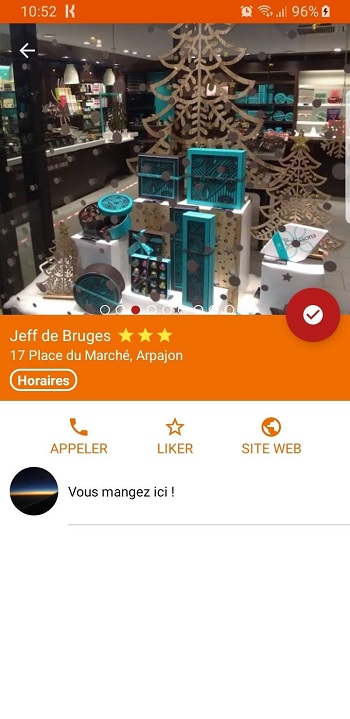 10:52
96%
Jeff de Bruges
17 Place du Marché, Arpajon
Horaires
APPELER LIKER SITE WEB
Vous mangez ici !